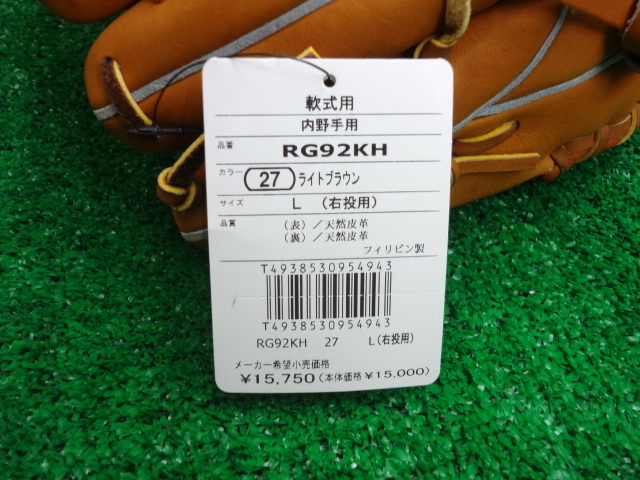 軟式用
内野手用
品番 RG92KH
カラー 27 ライトブラウン
サイズ L (右投用)
品質 (表)/天然皮革
(裏)/天然皮革
フィリピン製
T4938530954943
T4938530954943
RG92KH 27 L(右投用)
メーカー希望小売価格
¥15,750(本体価格¥15,000)